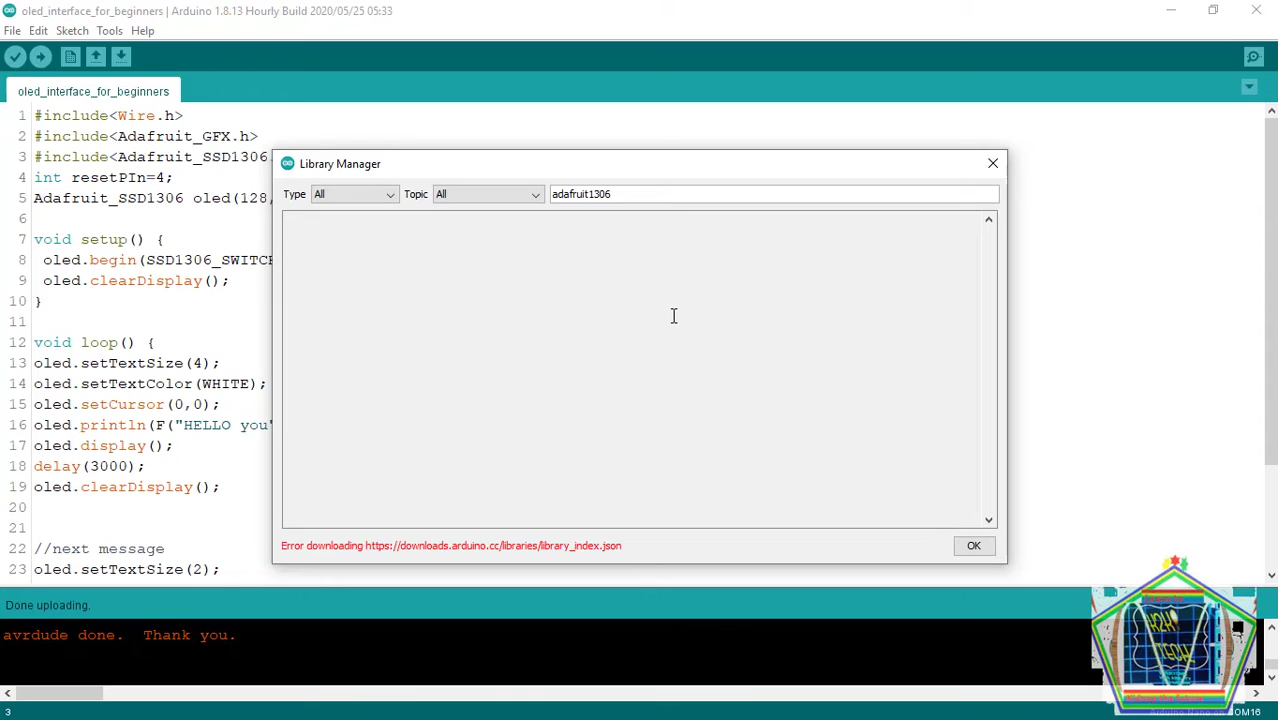 oled_interface_for_beginners | Arduino 1.8.13 Hourly Build 2020/05/25 05:33
File Edit Sketch Tools Help
oled_interface_for_beginners
1 #include<Wire.h>
2 #include<Adafruit_GFX.h>
3 #include<Adafruit_SSD1306.
4 int resetPIn=4;
5 Adafruit_SSD1306 oled(128,
6
7 void setup() {
8 oled.begin(SSD1306_SWITCH
9 oled.clearDisplay();
10 }
11
12 void loop() {
13 oled.setTextSize(4);
14 oled.setTextColor(WHITE);
15 oled.setCursor(0,0);
16 oled.println(F("HELLO you"
17 oled.display();
18 delay(3000);
19 oled.clearDisplay();
20
21
22 //next message
23 oled.setTextSize(2);
Library Manager
Type All Topic All adafruit1306
Error downloading https://downloads.arduino.cc/libraries/library_index.json
OK
Done uploading.
avrdude done. Thank you.
TECH
3
OM16